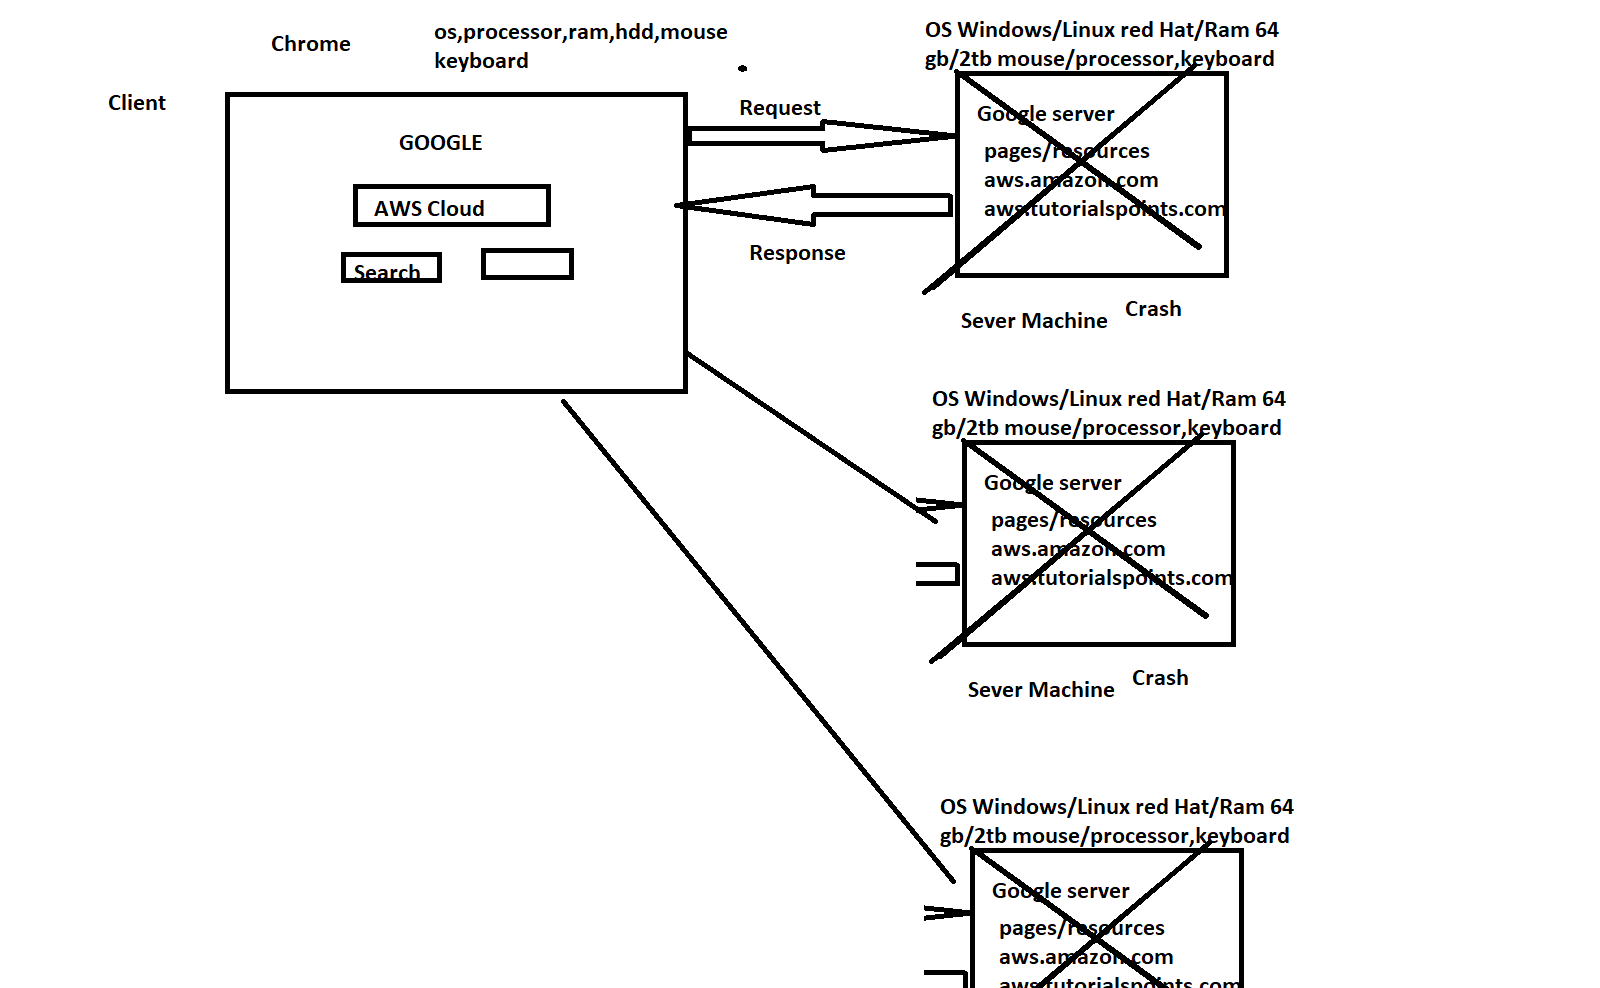 Chrome
os,processor,ram,hdd,mouse
keyboard
Client
GOOGLE
AWS Cloud
Search
Request
Response
OS Windows/Linux red Hat/Ram 64
gb/2tb mouse/processor,keyboard
Google server
pages/resources
aws.amazon.com
aws.tutorialspoints.com
Sever Machine
Crash
OS Windows/Linux red Hat/Ram 64
gb/2tb mouse/processor,keyboard
Google server
pages/resources
aws.amazon.com
aws.tutorialspoints.com
Sever Machine
Crash
OS Windows/Linux red Hat/Ram 64
gb/2tb mouse/processor,keyboard
Google server
pages/resources
aws.amazon.com
aws.tutorialspoints.com